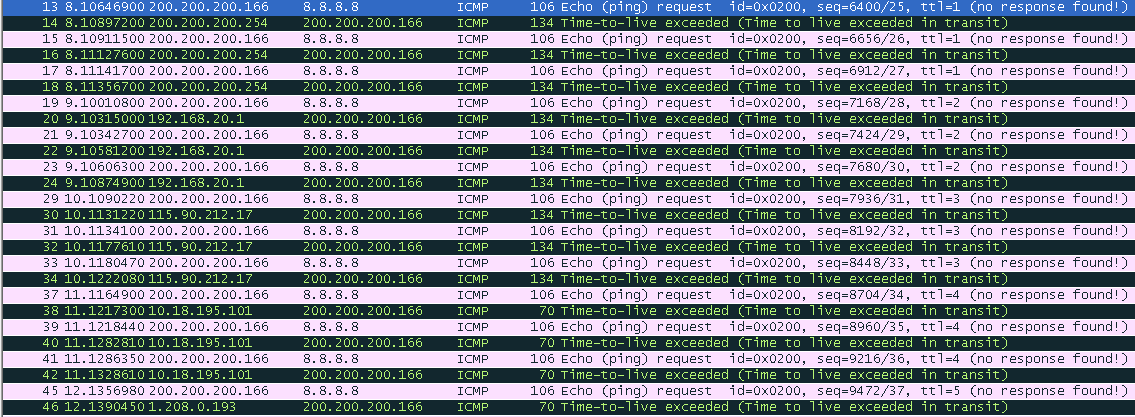 13 8.10646900 200.200.200.166 8.8.8.8 ICMP 106 Echo (ping) request id=0x0200, seq=6400/25, ttl=1 (no response found!)
14 8.10897200 200.200.200.254 200.200.200.166 ICMP 134 Time-to-live exceeded (Time to live exceeded in transit)
15 8.10911500 200.200.200.166 8.8.8.8 ICMP 106 Echo (ping) request id=0x0200, seq=6656/26, ttl=1 (no response found!)
16 8.11127600 200.200.200.254 200.200.200.166 ICMP 134 Time-to-live exceeded (Time to live exceeded in transit)
17 8.11141700 200.200.200.166 8.8.8.8 ICMP 106 Echo (ping) request id=0x0200, seq=6912/27, ttl=1 (no response found!)
18 8.11356700 200.200.200.254 200.200.200.166 ICMP 134 Time-to-live exceeded (Time to live exceeded in transit)
19 9.10010800 200.200.200.166 8.8.8.8 ICMP 106 Echo (ping) request id=0x0200, seq=7168/28, ttl=2 (no response found!)
20 9.10315000 192.168.20.1 200.200.200.166 ICMP 134 Time-to-live exceeded (Time to live exceeded in transit)
21 9.10342700 200.200.200.166 8.8.8.8 ICMP 106 Echo (ping) request id=0x0200, seq=7424/29, ttl=2 (no response found!)
22 9.10581200 192.168.20.1 200.200.200.166 ICMP 134 Time-to-live exceeded (Time to live exceeded in transit)
23 9.10606300 200.200.200.166 8.8.8.8 ICMP 106 Echo (ping) request id=0x0200, seq=7680/30, ttl=2 (no response found!)
24 9.10874900 192.168.20.1 200.200.200.166 ICMP 134 Time-to-live exceeded (Time to live exceeded in transit)
29 10.1090220 200.200.200.166 8.8.8.8 ICMP 106 Echo (ping) request id=0x0200, seq=7936/31, ttl=3 (no response found!)
30 10.1131220 115.90.212.17 200.200.200.166 ICMP 134 Time-to-live exceeded (Time to live exceeded in transit)
31 10.1134100 200.200.200.166 8.8.8.8 ICMP 106 Echo (ping) request id=0x0200, seq=8192/32, ttl=3 (no response found!)
32 10.1177610 115.90.212.17 200.200.200.166 ICMP 134 Time-to-live exceeded (Time to live exceeded in transit)
33 10.1180470 200.200.200.166 8.8.8.8 ICMP 106 Echo (ping) request id=0x0200, seq=8448/33, ttl=3 (no response found!)
34 10.1222080 115.90.212.17 200.200.200.166 ICMP 134 Time-to-live exceeded (Time to live exceeded in transit)
37 11.1164900 200.200.200.166 8.8.8.8 ICMP 106 Echo (ping) request id=0x0200, seq=8704/34, ttl=4 (no response found!)
38 11.1217300 10.18.195.101 200.200.200.166 ICMP 70 Time-to-live exceeded (Time to live exceeded in transit)
39 11.1218440 200.200.200.166 8.8.8.8 ICMP 106 Echo (ping) request id=0x0200, seq=8960/35, ttl=4 (no response found!)
40 11.1282810 10.18.195.101 200.200.200.166 ICMP 70 Time-to-live exceeded (Time to live exceeded in transit)
41 11.1286350 200.200.200.166 8.8.8.8 ICMP 106 Echo (ping) request id=0x0200, seq=9216/36, ttl=4 (no response found!)
42 11.1328610 10.18.195.101 200.200.200.166 ICMP 70 Time-to-live exceeded (Time to live exceeded in transit)
45 12.1356980 200.200.200.166 8.8.8.8 ICMP 106 Echo (ping) request id=0x0200, seq=9472/37, ttl=5 (no response found!)
46 12.1390450 1.208.0.193 200.200.200.166 ICMP 70 Time-to-live exceeded (Time to live exceeded in transit)